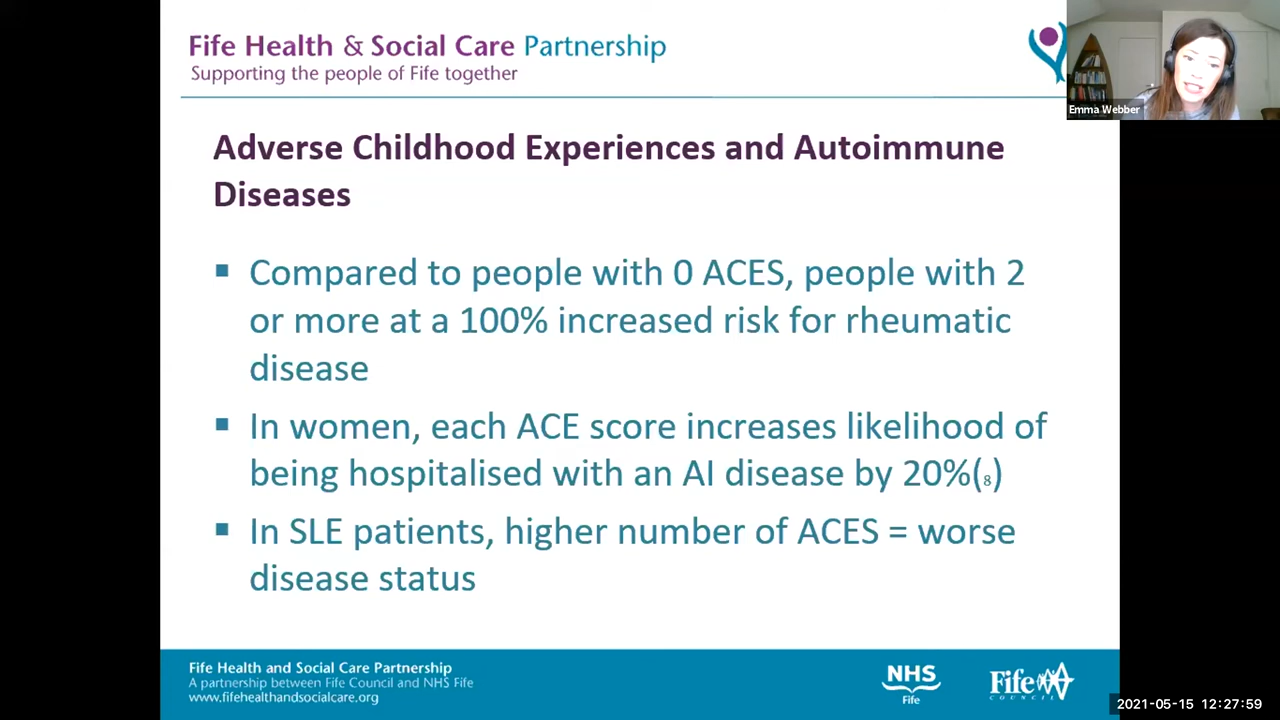 Fife Health & Social Care Partnership
Supporting the people of Fife together
Emma Webber
Adverse Childhood Experiences and Autoimmune
Diseases
▪ Compared to people with 0 ACES, people with 2
or more at a 100% increased risk for rheumatic
disease
▪ In women, each ACE score increases likelihood of
being hospitalised with an AI disease by 20%(8)
▪ In SLE patients, higher number of ACES = worse
disease status
Fife Health and Social Care Partnership
A partnership between Fife Council and NHS Fife
www.fifehealthandsocialcare.org
NHS
Fife
Fife
COUNCIL
2021-05-15 12:27:59